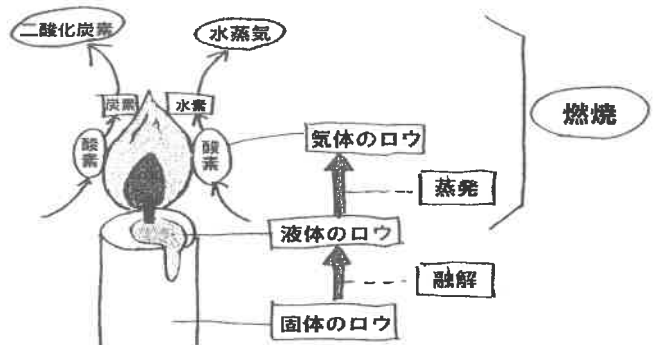 二酸化炭素
水蒸気
炭素
水素
酸素
酸素
気体のロウ
燃焼
蒸発
液体のロウ
融解
固体のロウ